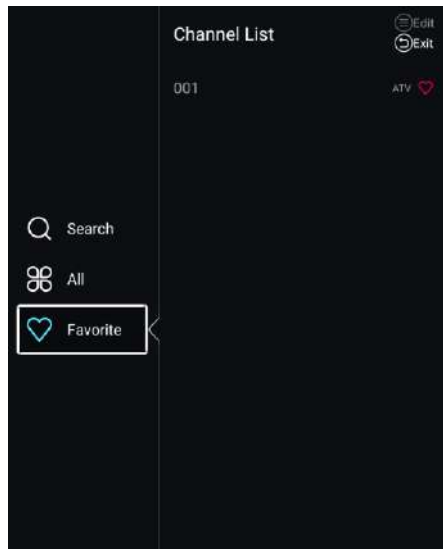 Channel List
Edit
Exit
001
ATV
Search
All
Favorite